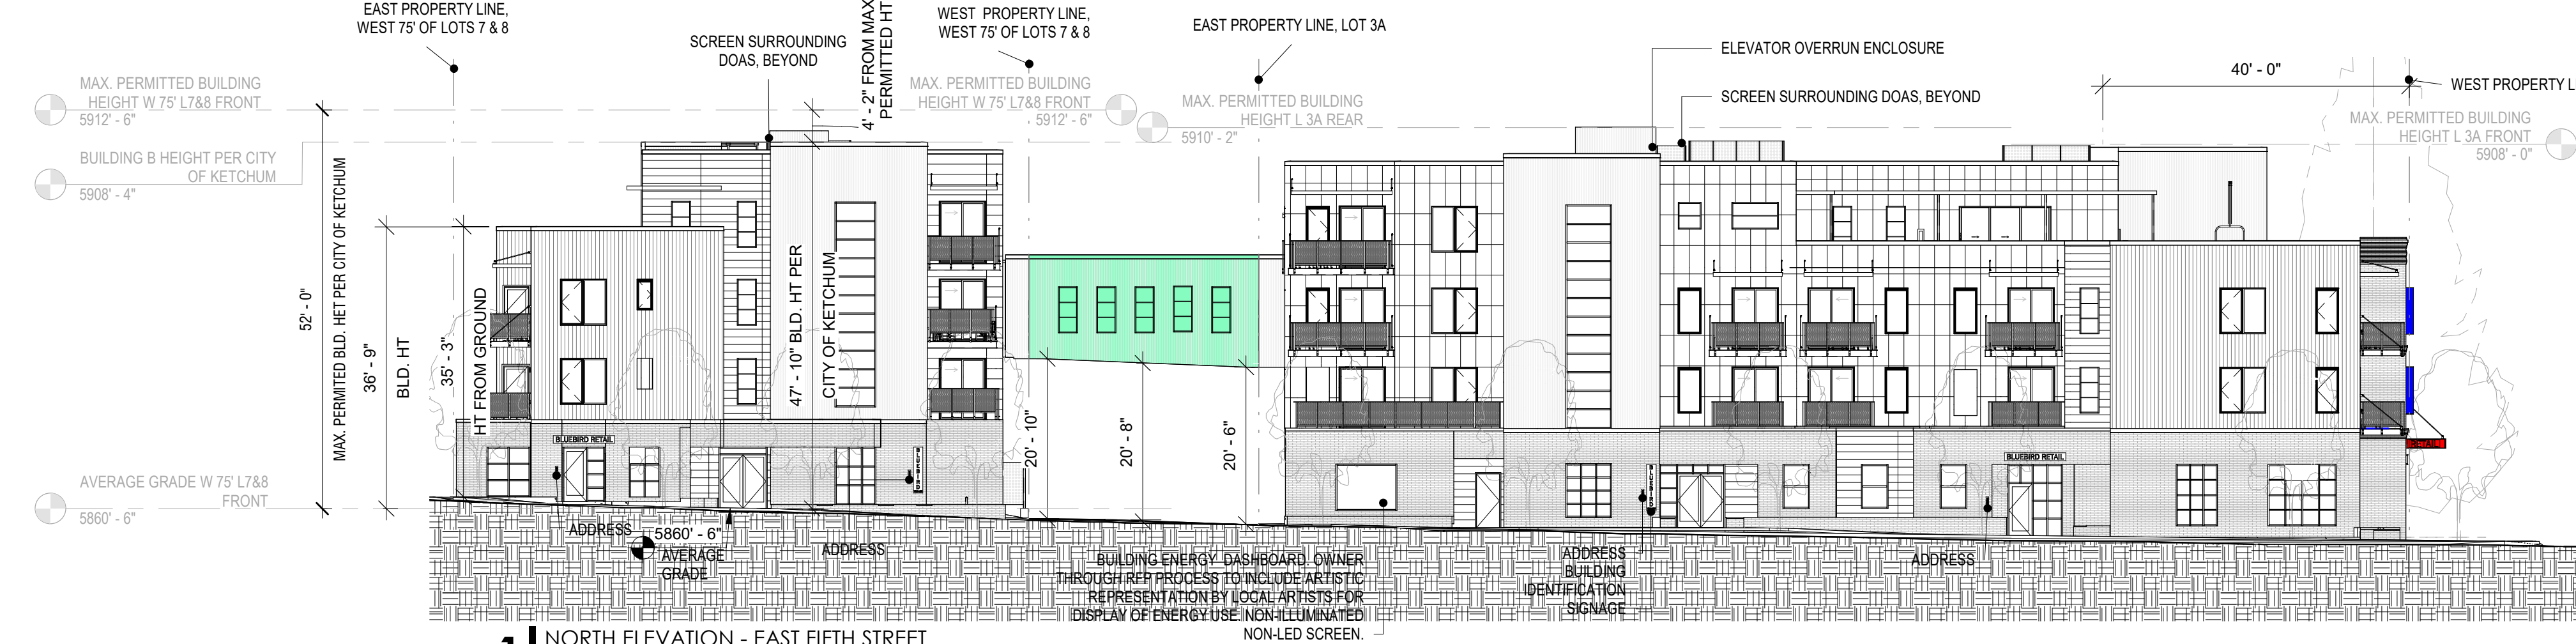 EAST PROPERTY LINE,
WEST 75' OF LOTS 7 & 8
SCREEN SURROUNDING
DOAS, BEYOND
4' - 2" FROM MAX
PERMITTED HT
WEST PROPERTY LINE,
WEST 75' OF LOTS 7 & 8
EAST PROPERTY LINE, LOT 3A
ELEVATOR OVERRUN ENCLOSURE
SCREEN SURROUNDING DOAS, BEYOND
40' - 0"
WEST PROPERTY L
MAX. PERMITTED BUILDING
HEIGHT W 75' L7&8 FRONT
5912' - 6"
MAX. PERMITTED BUILDING
HEIGHT W 75' L7&8 FRONT
5912' - 6"
MAX. PERMITTED BUILDING
HEIGHT L 3A REAR
5910' - 2"
MAX. PERMITTED BUILDING
HEIGHT L 3A FRONT
5908' - 0"
BUILDING B HEIGHT PER CITY
OF KETCHUM
5908' - 4"
52' - 0"
MAX. PERMITED BLD. HET PER CITY OF KETCHUM
36' - 9"
BLD. HT
35' - 3"
HT FROM GROUND
47' - 10" BLD. HT PER
CITY OF KETCHUM
20' - 10"
20' - 8"
20' - 6"
BLUEBIRD RETAIL
BLUEBIRD
BLUEBIRD
BLUEBIRD RETAIL
RETAIL
AVERAGE GRADE W 75' L7&8
FRONT
5860' - 6"
ADDRESS
5860' - 6"
AVERAGE
GRADE
ADDRESS
BUILDING ENERGY DASHBOARD. OWNER
THROUGH RFP PROCESS TO INCLUDE ARTISTIC
REPRESENTATION BY LOCAL ARTISTS FOR
DISPLAY OF ENERGY USE. NON-ILLUMINATED
NON-LED SCREEN.
ADDRESS
BUILDING
IDENTIFICATION
SIGNAGE
ADDRESS
1
NORTH ELEVATION - EAST FIFTH STREET